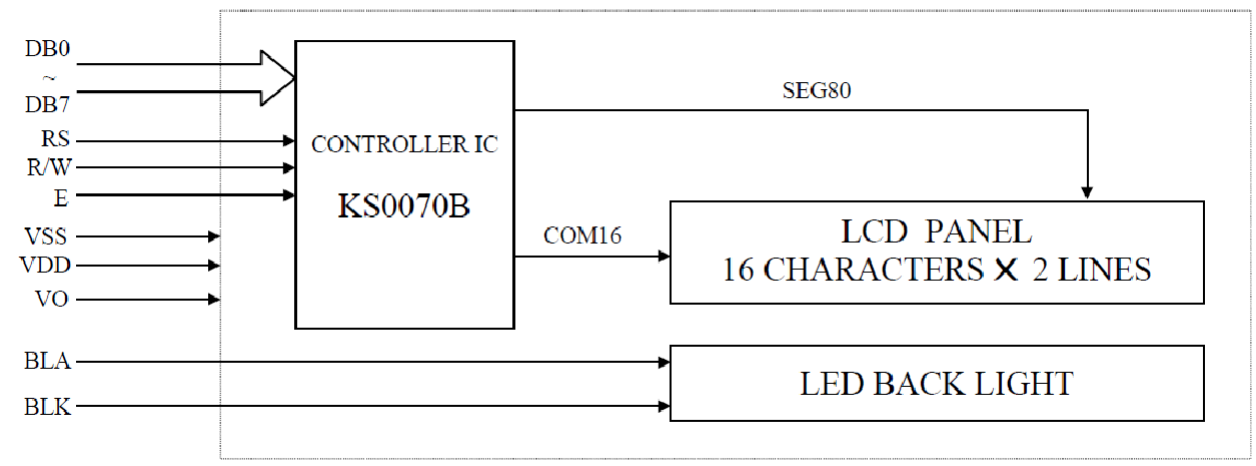 DB0
~
DB7
RS
R/W
E
VSS
VDD
VO
BLA
BLK
CONTROLLER IC
KS0070B
SEG80
COM16
LCD PANEL
16 CHARACTERS X 2 LINES
LED BACK LIGHT